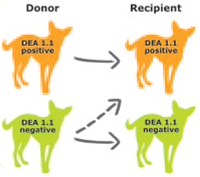 Donor Recipient
DEA 1.1 DEA 1.1
positive positive
DEA 1.1 DEA 1.1
negative negative